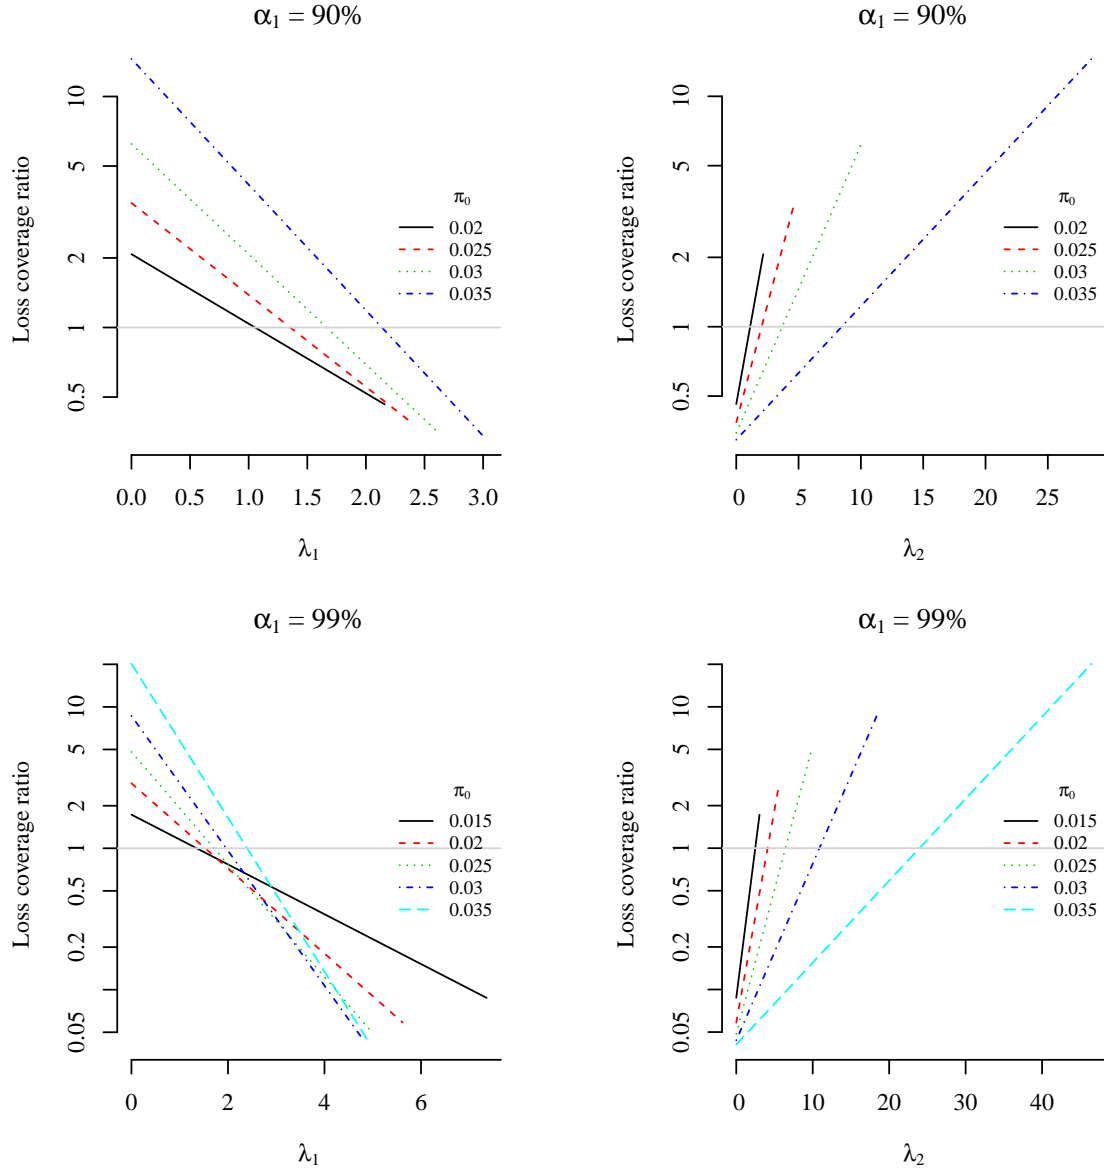 α₁ = 90%
Loss coverage ratio
10
5
2
1
0.5
π₀
0.02
0.025
0.03
0.035
0.0 0.5 1.0 1.5 2.0 2.5 3.0
λ₁
α₁ = 90%
Loss coverage ratio
10
5
2
1
0.5
π₀
0.02
0.025
0.03
0.035
0 5 10 15 20 25
λ₂
α₁ = 99%
Loss coverage ratio
10
5
2
1
0.5
0.2
0.05
π₀
0.015
0.02
0.025
0.03
0.035
0 2 4 6
λ₁
α₁ = 99%
Loss coverage ratio
10
5
2
1
0.5
0.2
0.05
π₀
0.015
0.02
0.025
0.03
0.035
0 10 20 30 40
λ₂